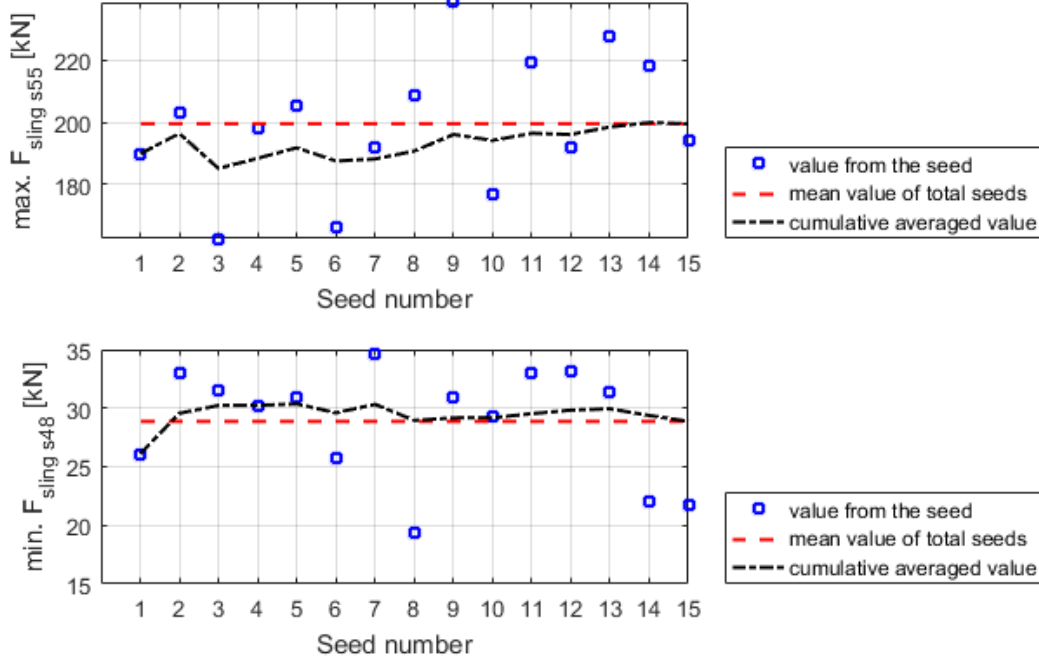 max. F_sling s55 [kN]
220
200
180
1 2 3 4 5 6 7 8 9 10 11 12 13 14 15
Seed number
value from the seed
mean value of total seeds
cumulative averaged value
min. F_sling s48 [kN]
35
30
25
20
15
1 2 3 4 5 6 7 8 9 10 11 12 13 14 15
Seed number
value from the seed
mean value of total seeds
cumulative averaged value